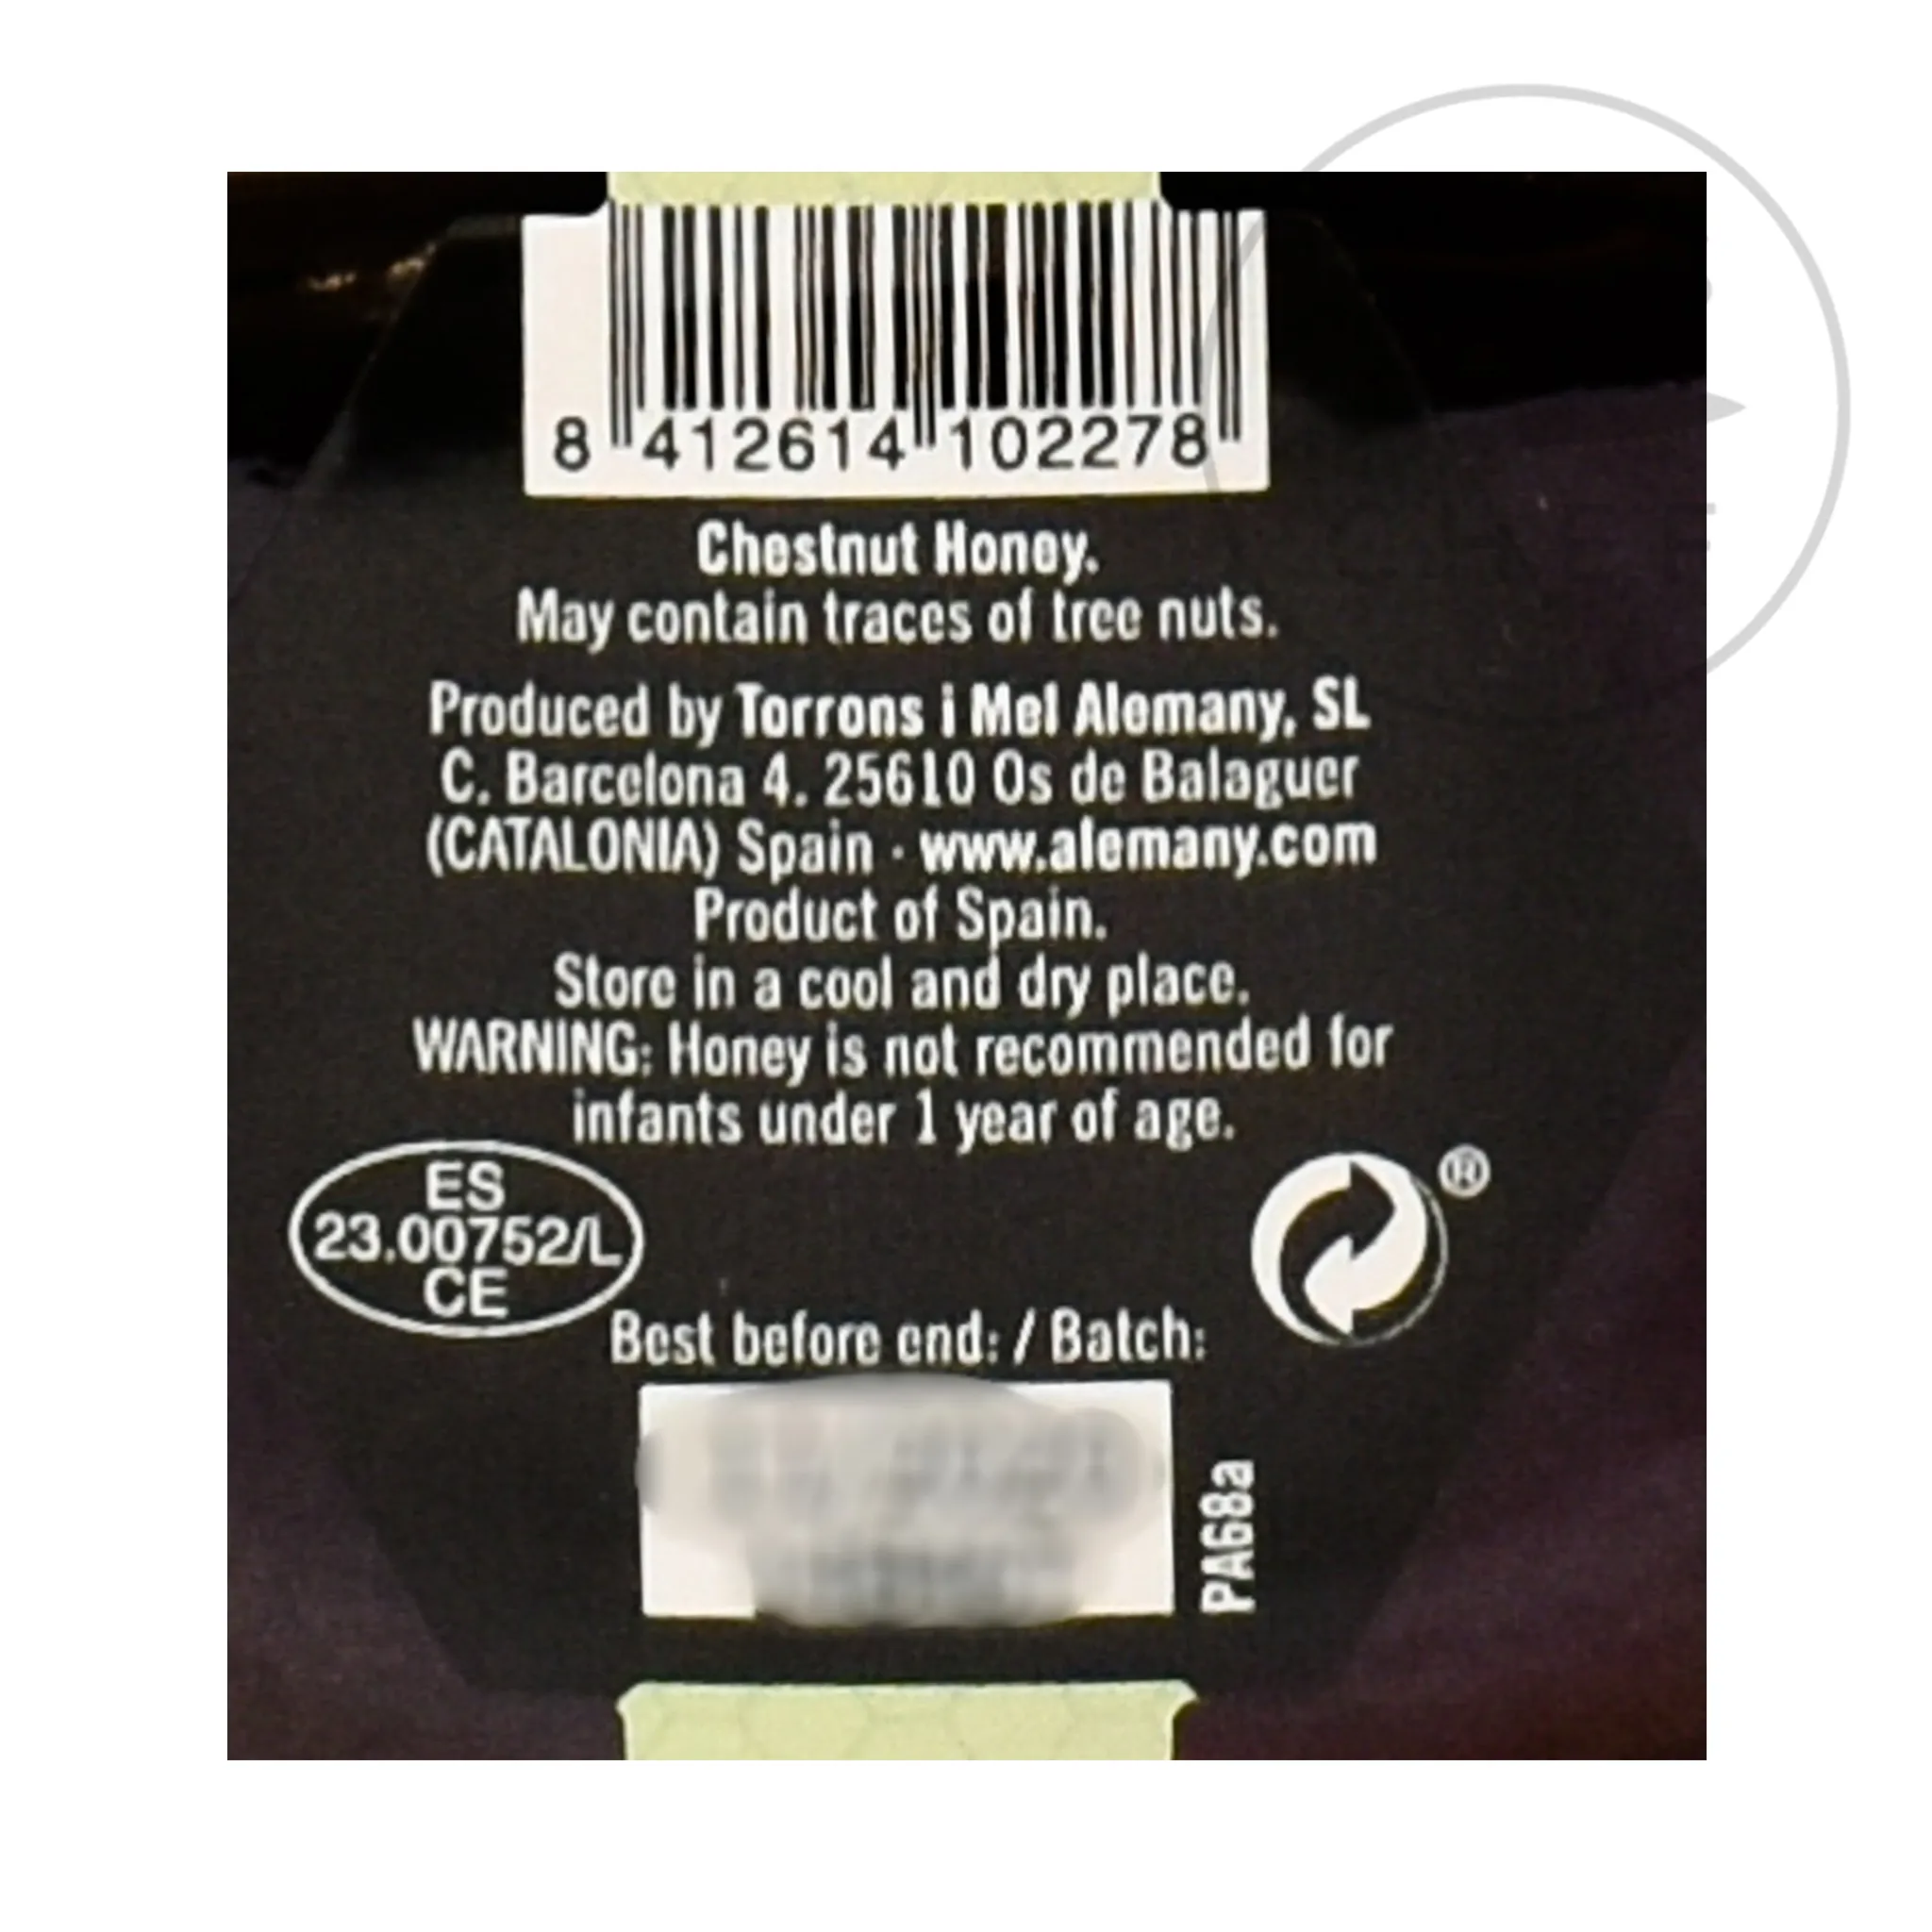 8 412614 102278
Chestnut Honey.
May contain traces of tree nuts.
Produced by Torrons i Mel Alemany, SL
C. Barcelona 4. 25610 Os de Balaguer
(CATALONIA) Spain · www.alemany.com
Product of Spain.
Store in a cool and dry place.
WARNING: Honey is not recommended for
infants under 1 year of age.
ES
23.00752/L
CE
®
Best before end: / Batch:
PA68a